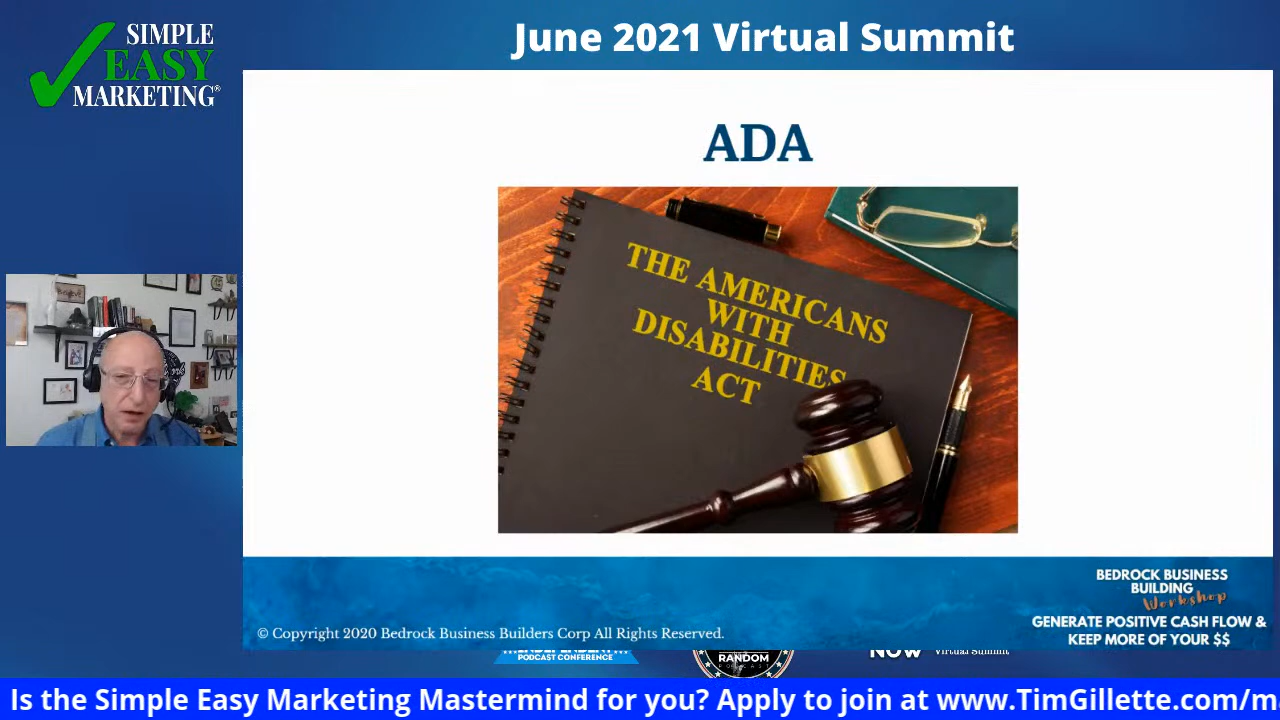 SIMPLE
EASY
MARKETING®
June 2021 Virtual Summit
ADA
THE AMERICANS
WITH
DISABILITIES
ACT
BEDROCK BUSINESS
BUILDING
Workshop
GENERATE POSITIVE CASH FLOW &
KEEP MORE OF YOUR $$
© Copyright 2020 Bedrock Business Builders Corp All Rights Reserved.
INDEPENDENT
PODCAST CONFERENCE
RANDOM
NOW
Virtual Summit
Is the Simple Easy Marketing Mastermind for you? Apply to join at www.TimGillette.com/m